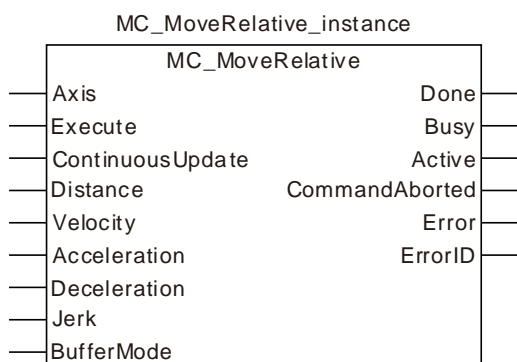 MC_MoveRelative_instance
MC_MoveRelative
Axis Done
Execute Busy
ContinuousUpdate Active
Distance CommandAborted
Velocity Error
Acceleration ErrorID
Deceleration
Jerk
BufferMode